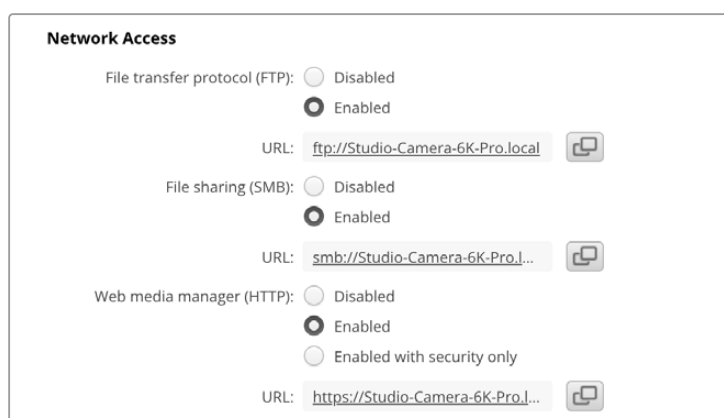 Network Access
File transfer protocol (FTP): Disabled
Enabled
URL: ftp://Studio-Camera-6K-Pro.local
File sharing (SMB): Disabled
Enabled
URL: smb://Studio-Camera-6K-Pro.l...
Web media manager (HTTP): Disabled
Enabled
Enabled with security only
URL: https://Studio-Camera-6K-Pro.l...